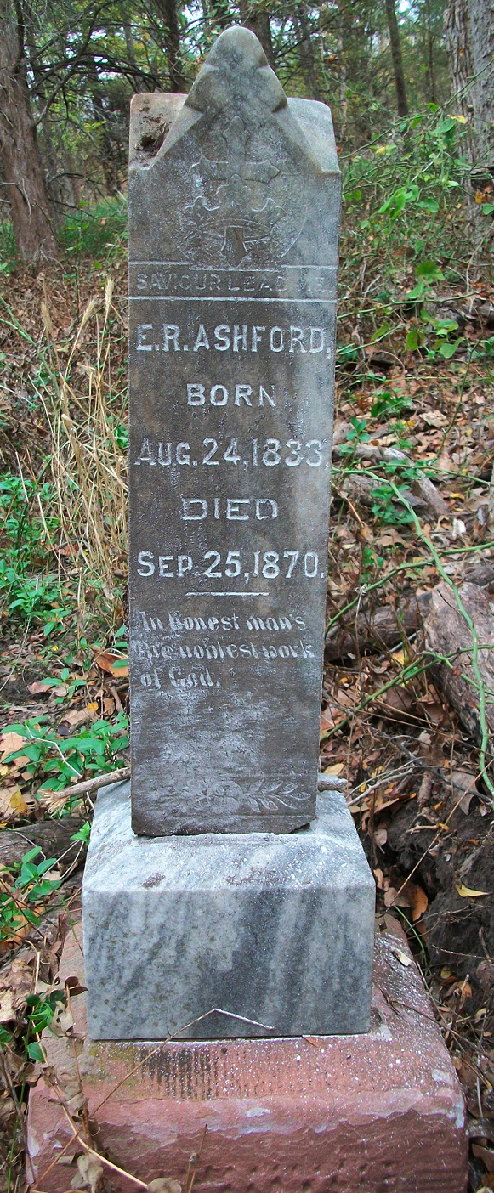 SAVIOUR LEAD ME
E.R. ASHFORD,
BORN
AUG. 24, 1833
DIED
SEP. 25, 1870.
An honest man's
the noblest work
of God.